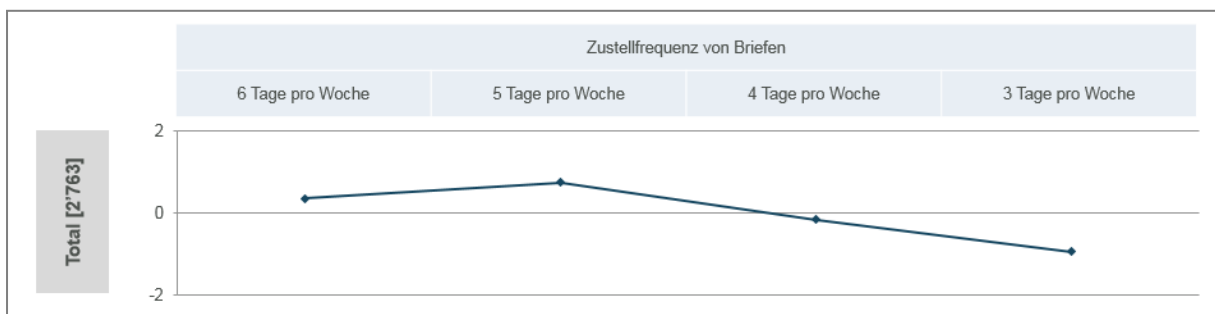 Zustellfrequenz von Briefen
6 Tage pro Woche 5 Tage pro Woche 4 Tage pro Woche 3 Tage pro Woche
Total [2'763]
2
0
-2